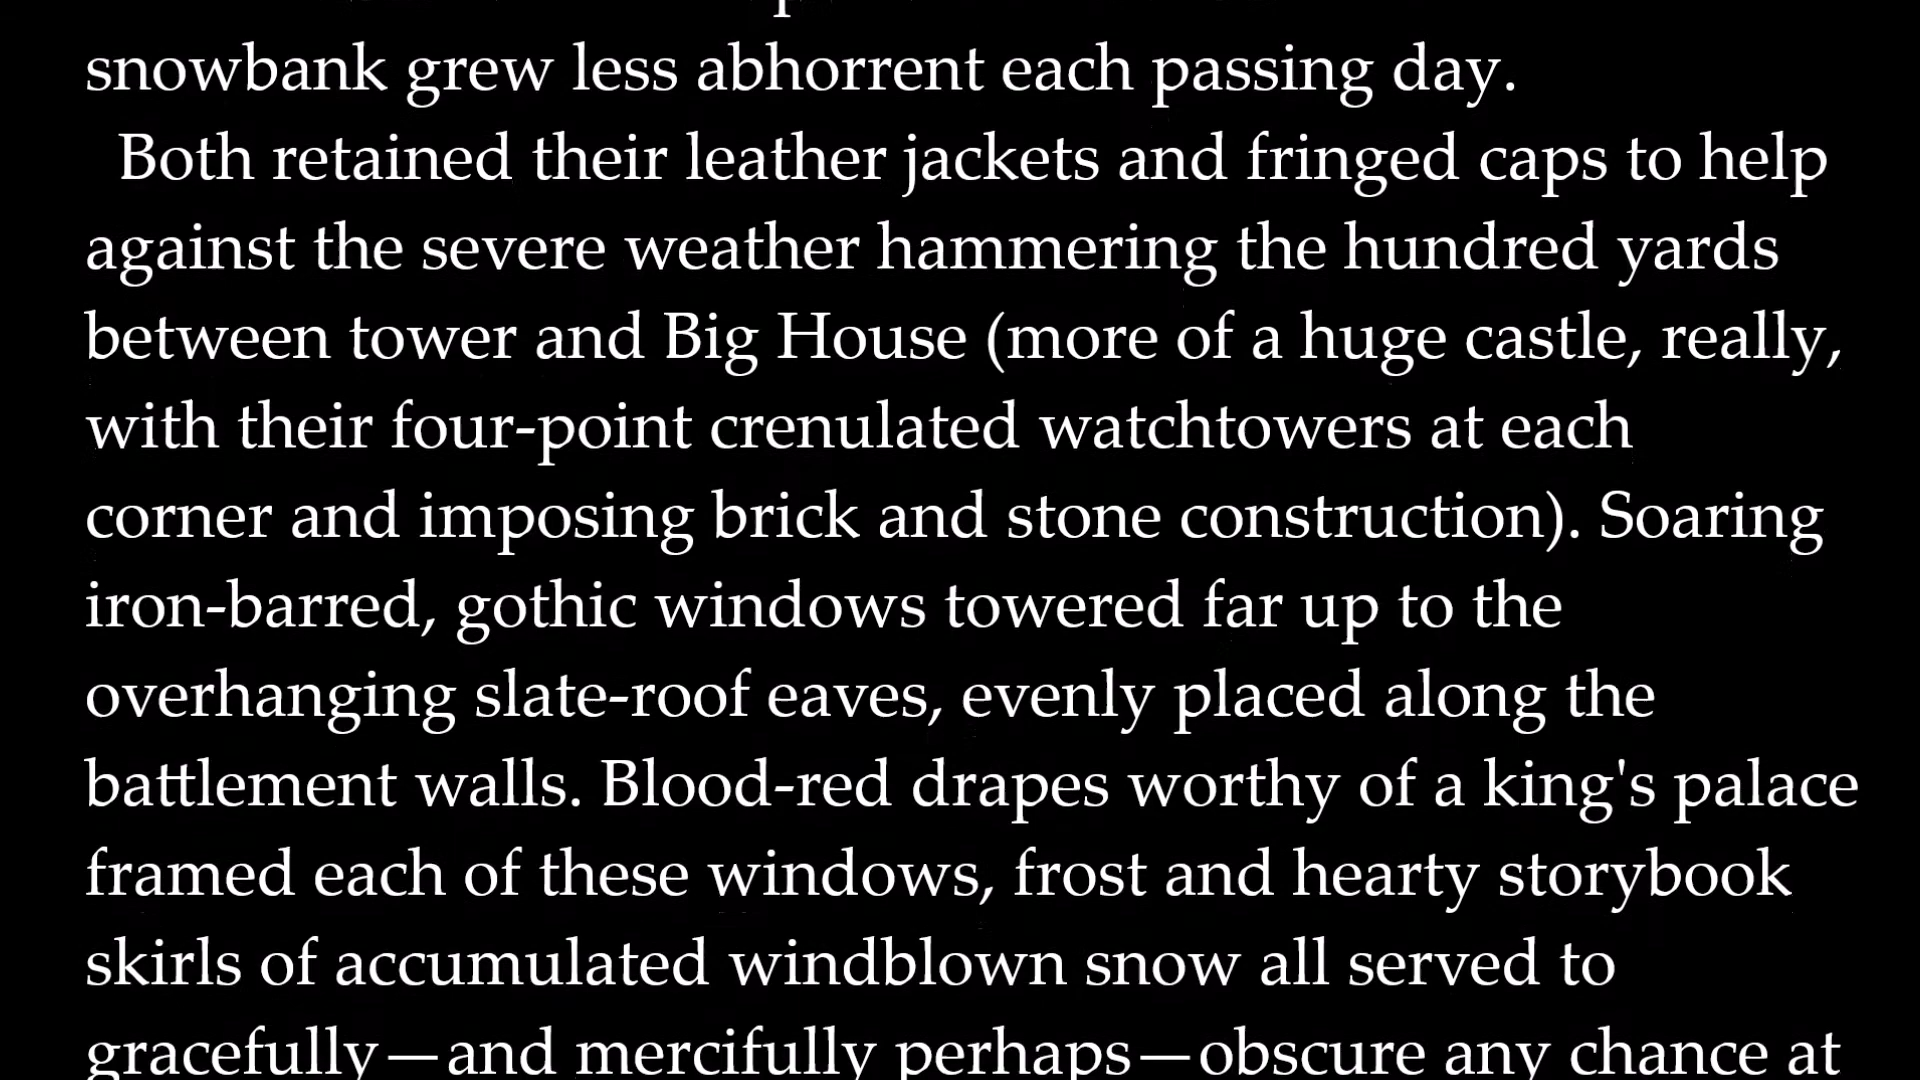 snowbank grew less abhorrent each passing day.
Both retained their leather jackets and fringed caps to help
against the severe weather hammering the hundred yards
between tower and Big House (more of a huge castle, really,
with their four-point crenulated watchtowers at each
corner and imposing brick and stone construction). Soaring
iron-barred, gothic windows towered far up to the
overhanging slate-roof eaves, evenly placed along the
battlement walls. Blood-red drapes worthy of a king's palace
framed each of these windows, frost and hearty storybook
skirls of accumulated windblown snow all served to
gracefully—and mercifully perhaps—obscure any chance at